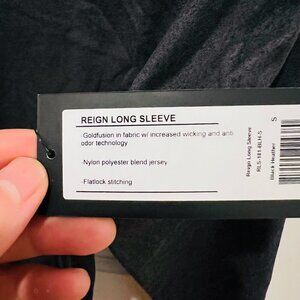 REIGN LONG SLEEVE
-Goldfusion in fabric w/ increased wicking and anti
odor technology
-Nylon polyester blend jersey
-Flatlock stitching
Reign Long Sleeve
S
Black Heather